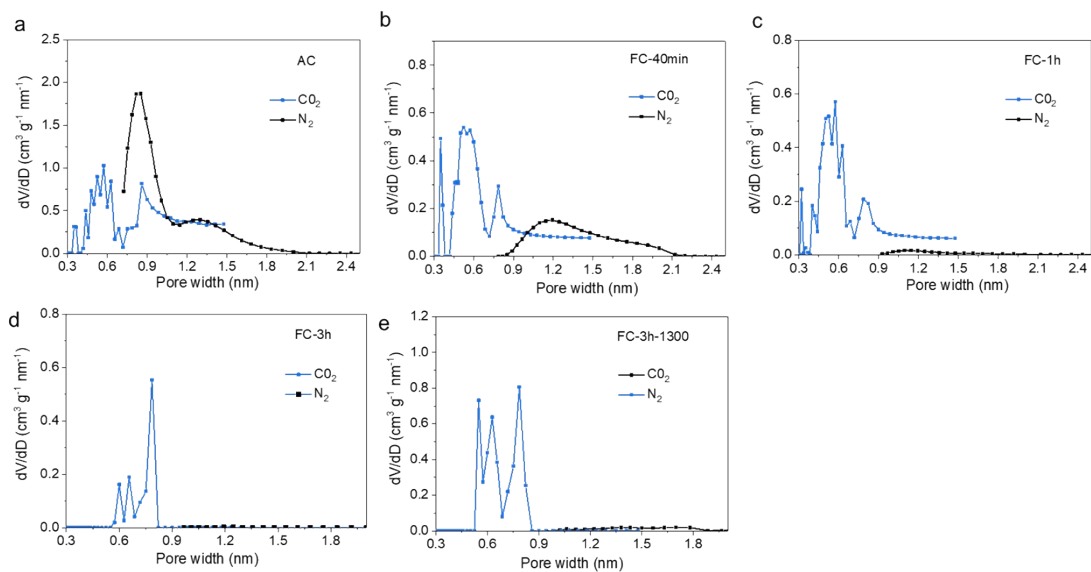 a
AC
C0₂
N₂
2.5
2.0
1.5
1.0
0.5
0.0
0.3 0.6 0.9 1.2 1.5 1.8 2.1 2.4
dV/dD (cm³ g⁻¹ nm⁻¹)
Pore width (nm)
b
FC-40min
C0₂
N₂
0.8
0.6
0.4
0.2
0.0
0.3 0.6 0.9 1.2 1.5 1.8 2.1 2.4
dV/dD (cm³ g⁻¹ nm⁻¹)
Pore width (nm)
c
FC-1h
C0₂
N₂
0.8
0.6
0.4
0.2
0.0
0.3 0.6 0.9 1.2 1.5 1.8 2.1 2.4
dV/dD (cm³ g⁻¹ nm⁻¹)
Pore width (nm)
d
FC-3h
C0₂
N₂
0.8
0.6
0.4
0.2
0.0
0.3 0.6 0.9 1.2 1.5 1.8
dV/dD (cm³ g⁻¹ nm⁻¹)
Pore width (nm)
e
FC-3h-1300
C0₂
N₂
1.2
1.0
0.8
0.6
0.4
0.2
0.0
0.3 0.6 0.9 1.2 1.5 1.8
dV/dD (cm³ g⁻¹ nm⁻¹)
Pore width (nm)